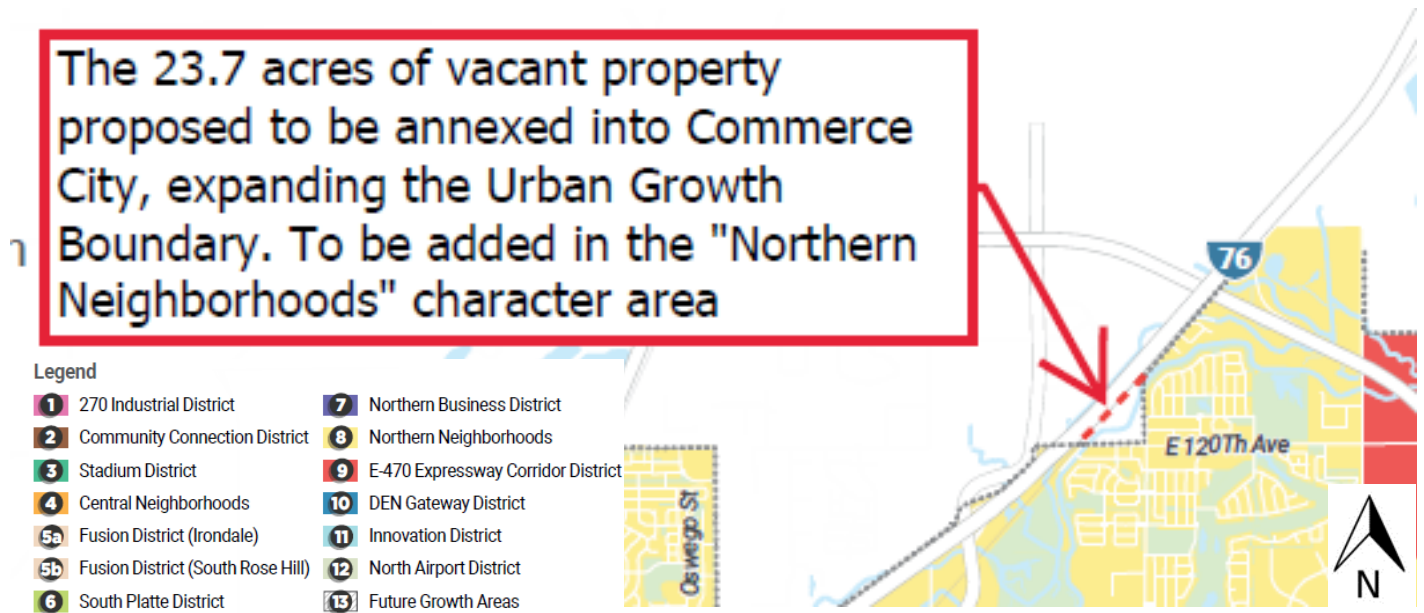 The 23.7 acres of vacant property
proposed to be annexed into Commerce
City, expanding the Urban Growth
Boundary. To be added in the "Northern
Neighborhoods" character area
76
E 120Th Ave
Oswego St
N
Legend
1 270 Industrial District
2 Community Connection District
3 Stadium District
4 Central Neighborhoods
5a Fusion District (Irondale)
5b Fusion District (South Rose Hill)
6 South Platte District
7 Northern Business District
8 Northern Neighborhoods
9 E-470 Expressway Corridor District
10 DEN Gateway District
11 Innovation District
12 North Airport District
13 Future Growth Areas